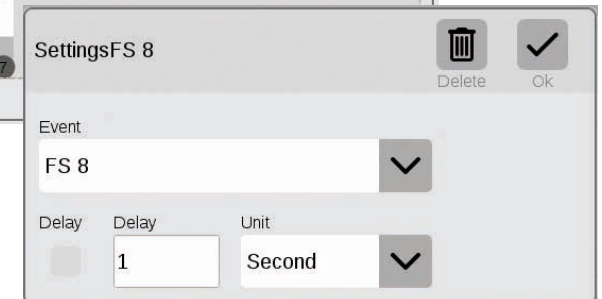 7
SettingsFS 8
Delete
Ok
Event
FS 8
Delay Delay Unit
1 Second